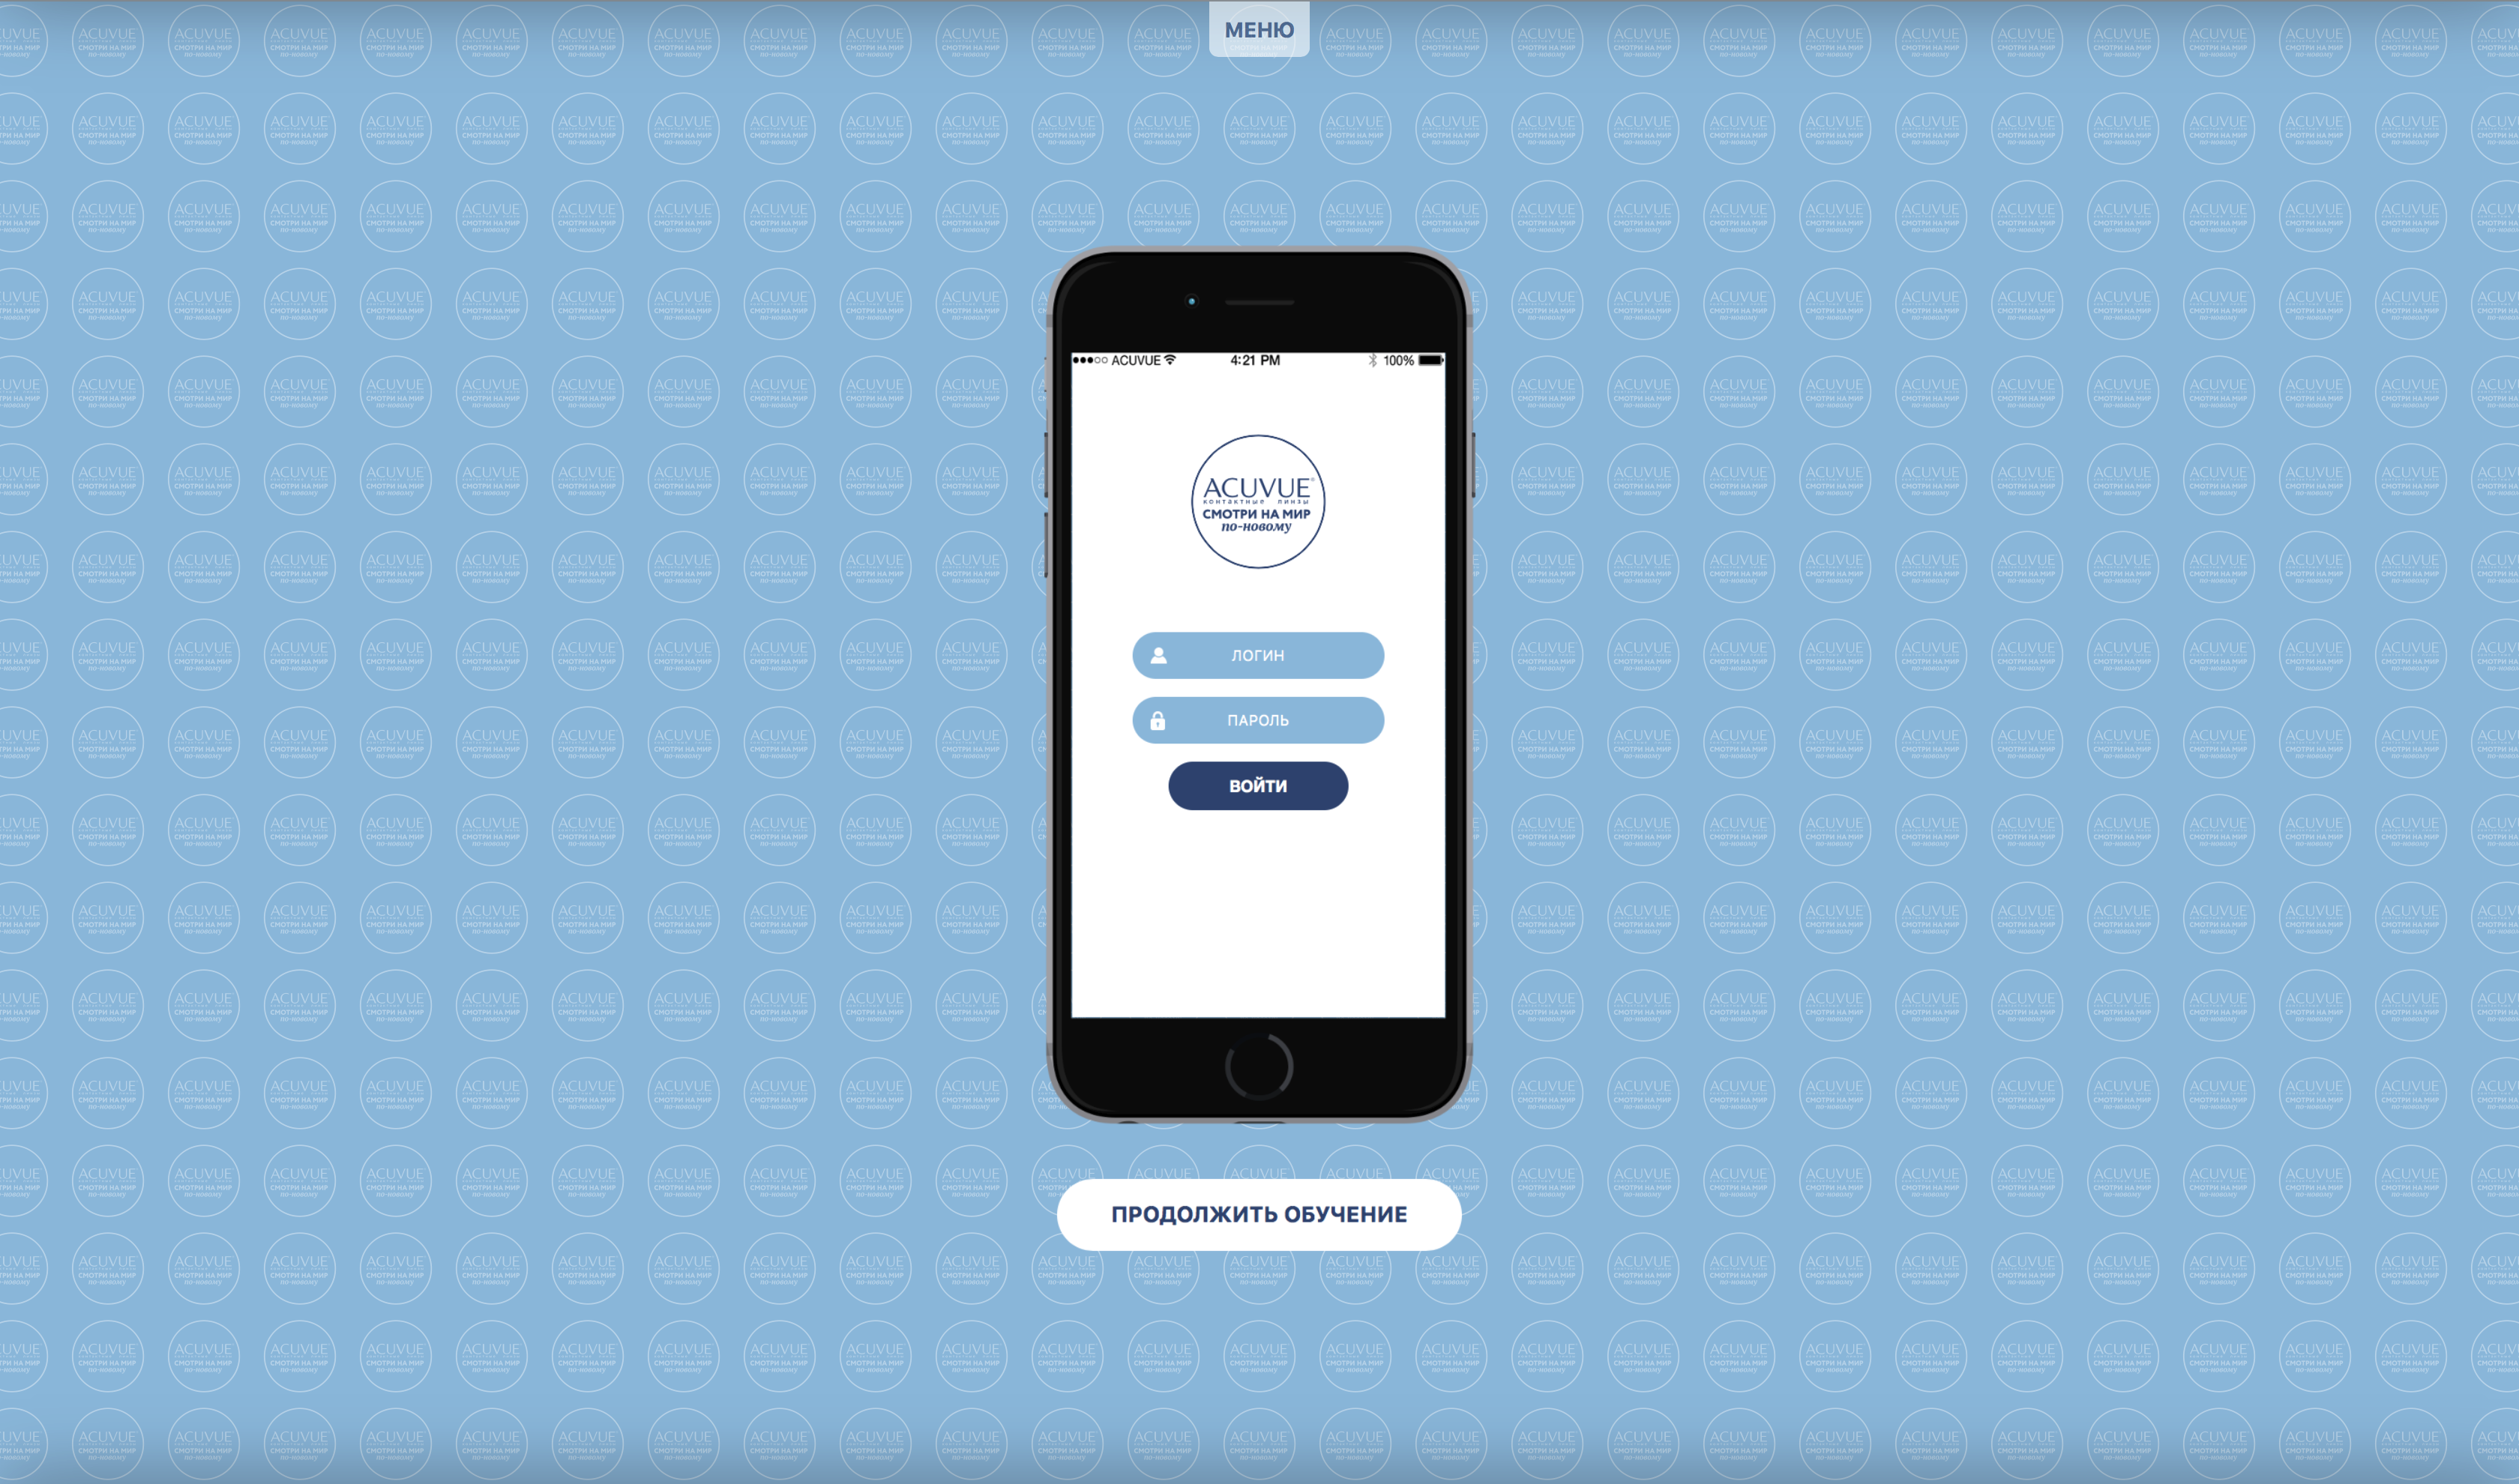 МЕНЮ
ACUVUE 4:21 PM 100%
ACUVUE®
контактные линзы
СМОТРИ НА МИР
по-новому
ЛОГИН
ПАРОЛЬ
ВОЙТИ
ПРОДОЛЖИТЬ ОБУЧЕНИЕ